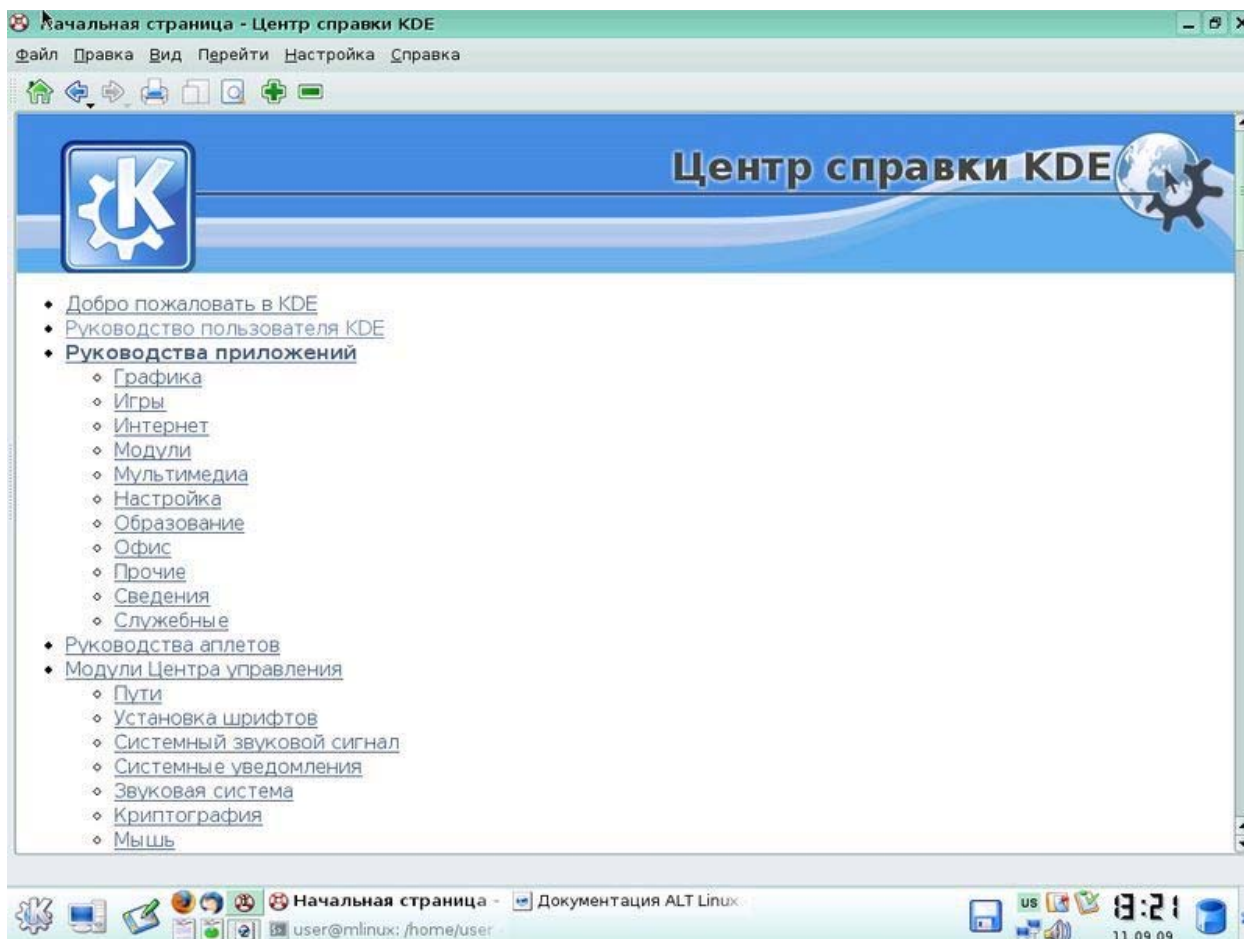 Начальная страница - Центр справки KDE
Файл Правка Вид Перейти Настройка Справка
Центр справки KDE
Добро пожаловать в KDE
Руководство пользователя KDE
Руководства приложений
Графика
Игры
Интернет
Модули
Мультимедиа
Настройка
Образование
Офис
Прочие
Сведения
Служебные
Руководства аплетов
Модули Центра управления
Пути
Установка шрифтов
Системный звуковой сигнал
Системные уведомления
Звуковая система
Криптография
Мышь
Начальная страница - Документация ALT Linux
us 13:21
user@mlinux: /home/user
11.09.09